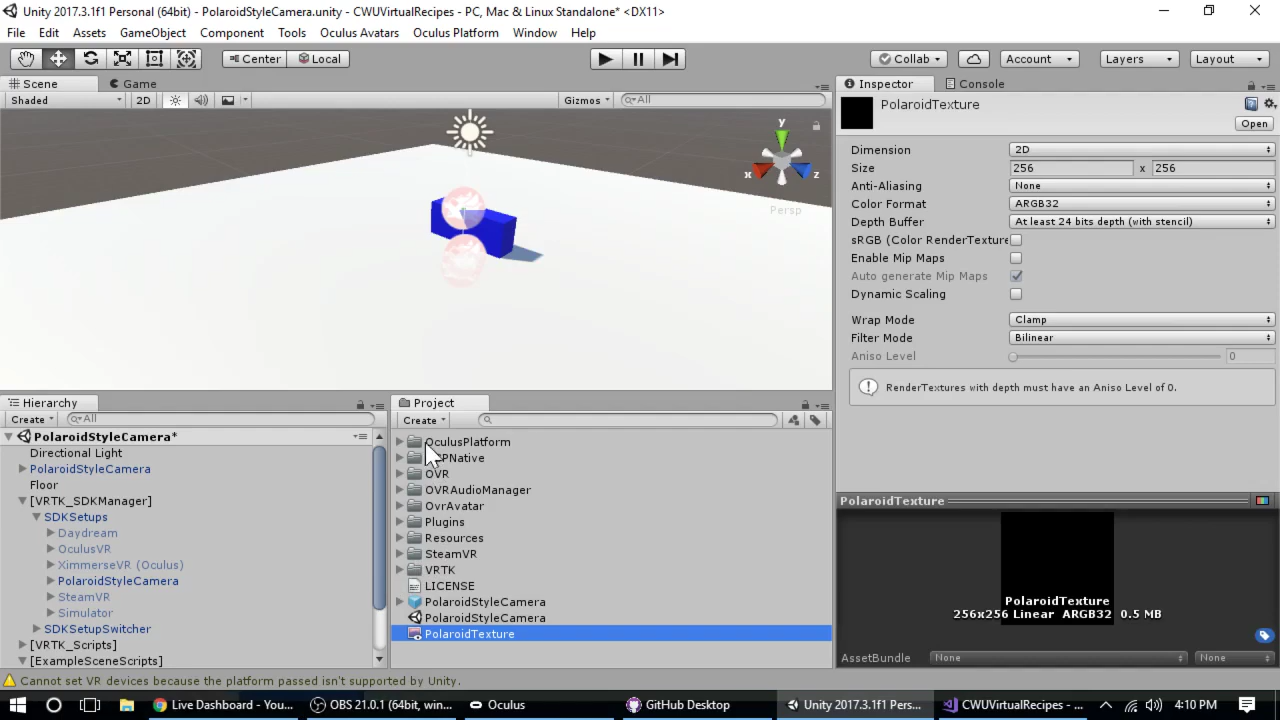 Unity 2017.3.1f1 Personal (64bit) - PolaroidStyleCamera.unity - CWUVirtualRecipes - PC, Mac & Linux Standalone* <DX11>
File Edit Assets GameObject Component Tools Oculus Avatars Oculus Platform Window Help
Center Local Collab Account Layers Layout
Scene Game
Shaded 2D Gizmos All
y
x z
Persp
Inspector Console
PolaroidTexture
Open
Dimension 2D
Size 256 x 256
Anti-Aliasing None
Color Format ARGB32
Depth Buffer At least 24 bits depth (with stencil)
sRGB (Color RenderTexture
Enable Mip Maps
Auto generate Mip Maps
Dynamic Scaling
Wrap Mode Clamp
Filter Mode Bilinear
Aniso Level 0
RenderTextures with depth must have an Aniso Level of 0.
Hierarchy
Create All
PolaroidStyleCamera*
Directional Light
PolaroidStyleCamera
Floor
[VRTK_SDKManager]
SDKSetups
Daydream
OculusVR
XimmerseVR (Oculus)
PolaroidStyleCamera
SteamVR
Simulator
SDKSetupSwitcher
[VRTK_Scripts]
[ExampleSceneScripts]
Project
Create
OculusPlatform
PNative
OVR
OVRAudioManager
OvrAvatar
Plugins
Resources
SteamVR
VRTK
LICENSE
PolaroidStyleCamera
PolaroidStyleCamera
PolaroidTexture
PolaroidTexture
PolaroidTexture
256x256 Linear ARGB32 0.5 MB
AssetBundle None None
Cannot set VR devices because the platform passed isn't supported by Unity.
Live Dashboard - You... OBS 21.0.1 (64bit, win... Oculus GitHub Desktop Unity 2017.3.1f1 Pers... CWUVirtualRecipes - ... 4:10 PM